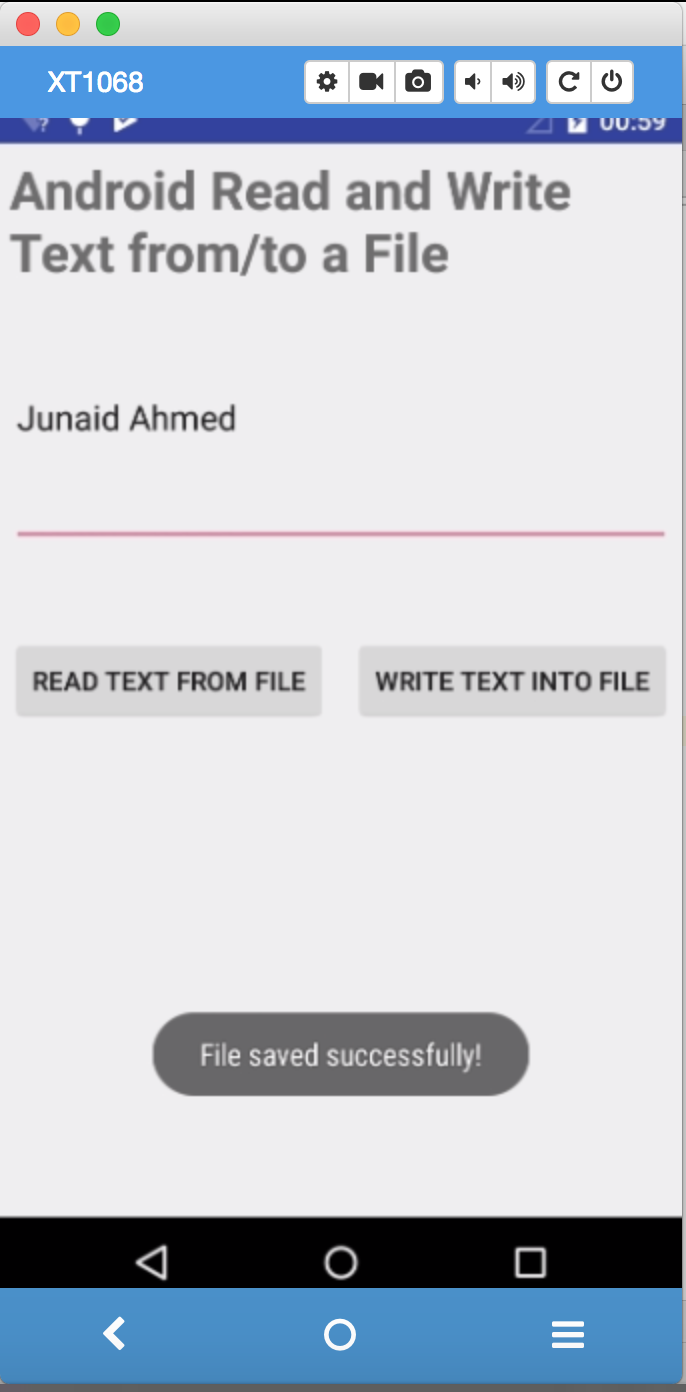 XT1068
?
00:59
Android Read and Write
Text from/to a File
Junaid Ahmed
READ TEXT FROM FILE
WRITE TEXT INTO FILE
File saved successfully!